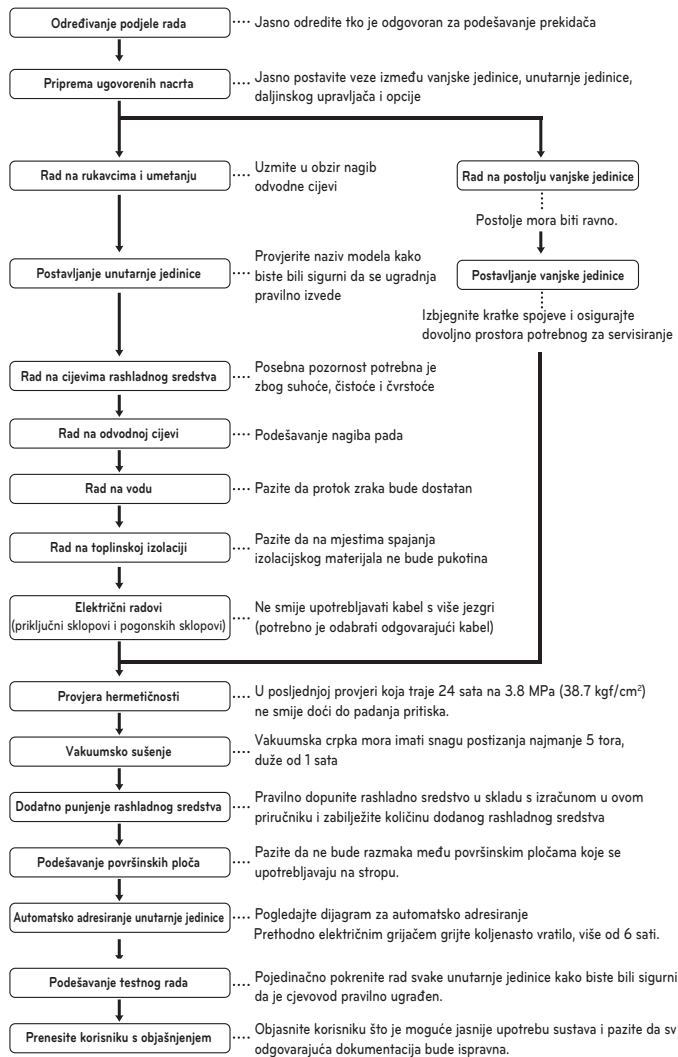 Određivanje podjele rada
Jasno odredite tko je odgovoran za podešavanje prekidača
Priprema ugovorenih nacrta
Jasno postavite veze između vanjske jedinice, unutarnje jedinice,
daljinskog upravljača i opcije
Rad na rukavcima i umetanju
Uzmite u obzir nagib
odvodne cijevi
Rad na postolju vanjske jedinice
Postolje mora biti ravno.
Postavljanje unutarnje jedinice
Provjerite naziv modela kako
biste bili sigurni da se ugradnja
pravilno izvede
Postavljanje vanjske jedinice
Izbjegnite kratke spojeve i osigurajte
dovoljno prostora potrebnog za servisiranje
Rad na cijevima rashladnog sredstva
Posebna pozornost potrebna je
zbog suhoće, čistoće i čvrstoće
Rad na odvodnoj cijevi
Podešavanje nagiba pada
Rad na vodu
Pazite da protok zraka bude dostatan
Rad na toplinskoj izolaciji
Pazite da na mjestima spajanja
izolacijskog materijala ne bude pukotina
Električni radovi
(priključni sklopovi i pogonskih sklopovi)
Ne smije upotrebljavati kabel s više jezgri
(potrebno je odabrati odgovarajući kabel)
Provjera hermetičnosti
U posljednjoj provjeri koja traje 24 sata na 3.8 MPa (38.7 kgf/cm²)
ne smije doći do padanja pritiska.
Vakuumsko sušenje
Vakuumska crpka mora imati snagu postizanja najmanje 5 tora,
duže od 1 sata
Dodatno punjenje rashladnog sredstva
Pravilno dopunite rashladno sredstvo u skladu s izračunom u ovom
priručniku i zabilježite količinu dodanog rashladnog sredstva
Podešavanje površinskih ploča
Pazite da ne bude razmaka među površinskim pločama koje se
upotrebljavaju na stropu.
Automatsko adresiranje unutarnje jedinice
Pogledajte dijagram za automatsko adresiranje
Prethodno električnim grijačem grijte koljenasto vratilo, više od 6 sati.
Podešavanje testnog rada
Pojedinačno pokrenite rad svake unutarnje jedinice kako biste bili sigurni
da je cjevovod pravilno ugrađen.
Prenesite korisniku s objašnjenjem
Objasnite korisniku što je moguće jasnije upotrebu sustava i pazite da sv
odgovarajuća dokumentacija bude ispravna.